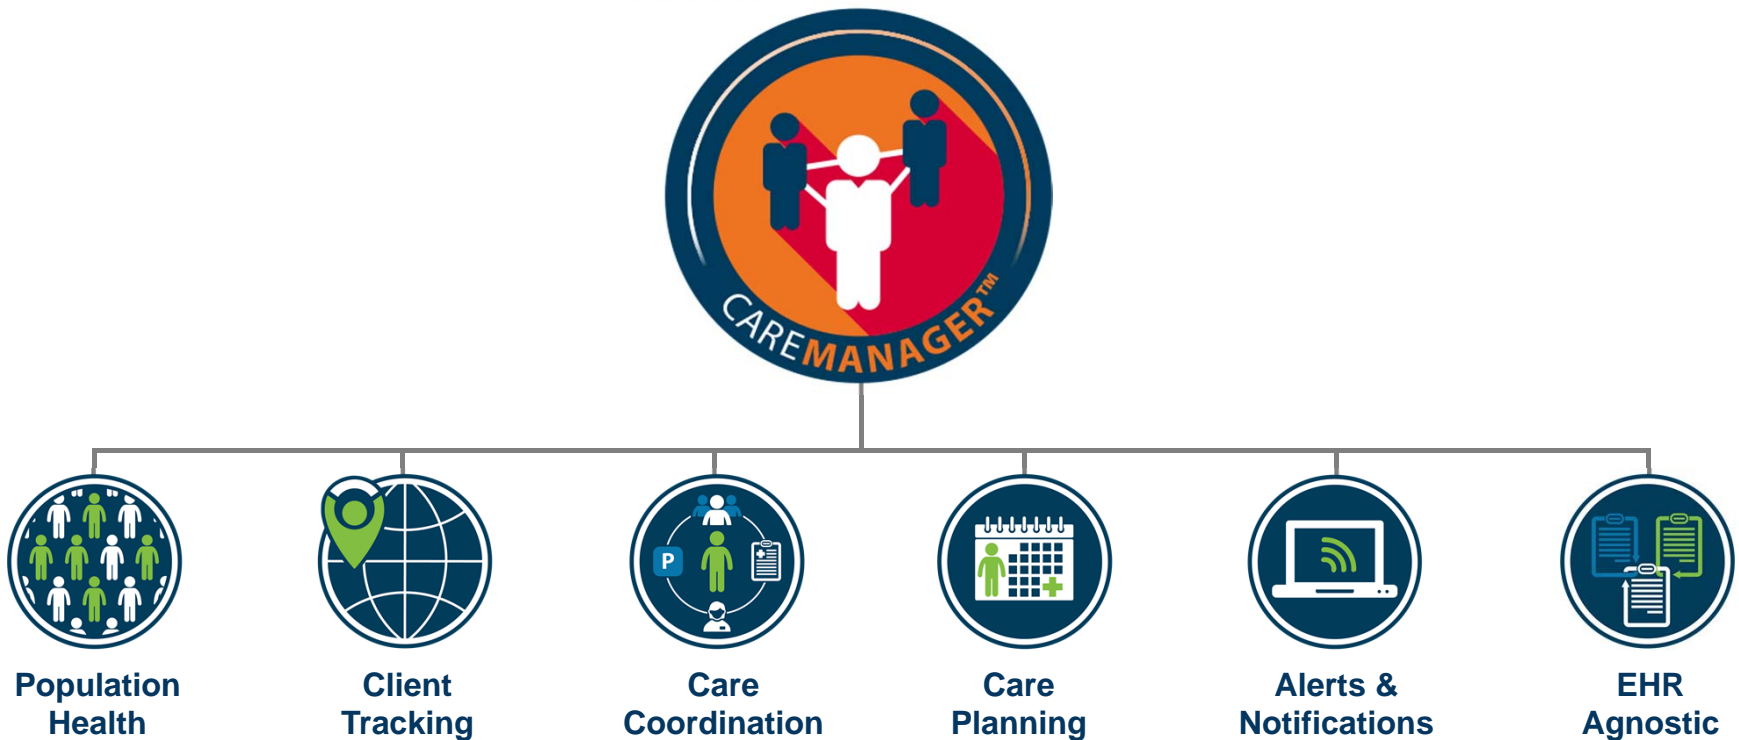 CAREMANAGER™
P
Population
Health
Client
Tracking
Care
Coordination
Care
Planning
Alerts &
Notifications
EHR
Agnostic